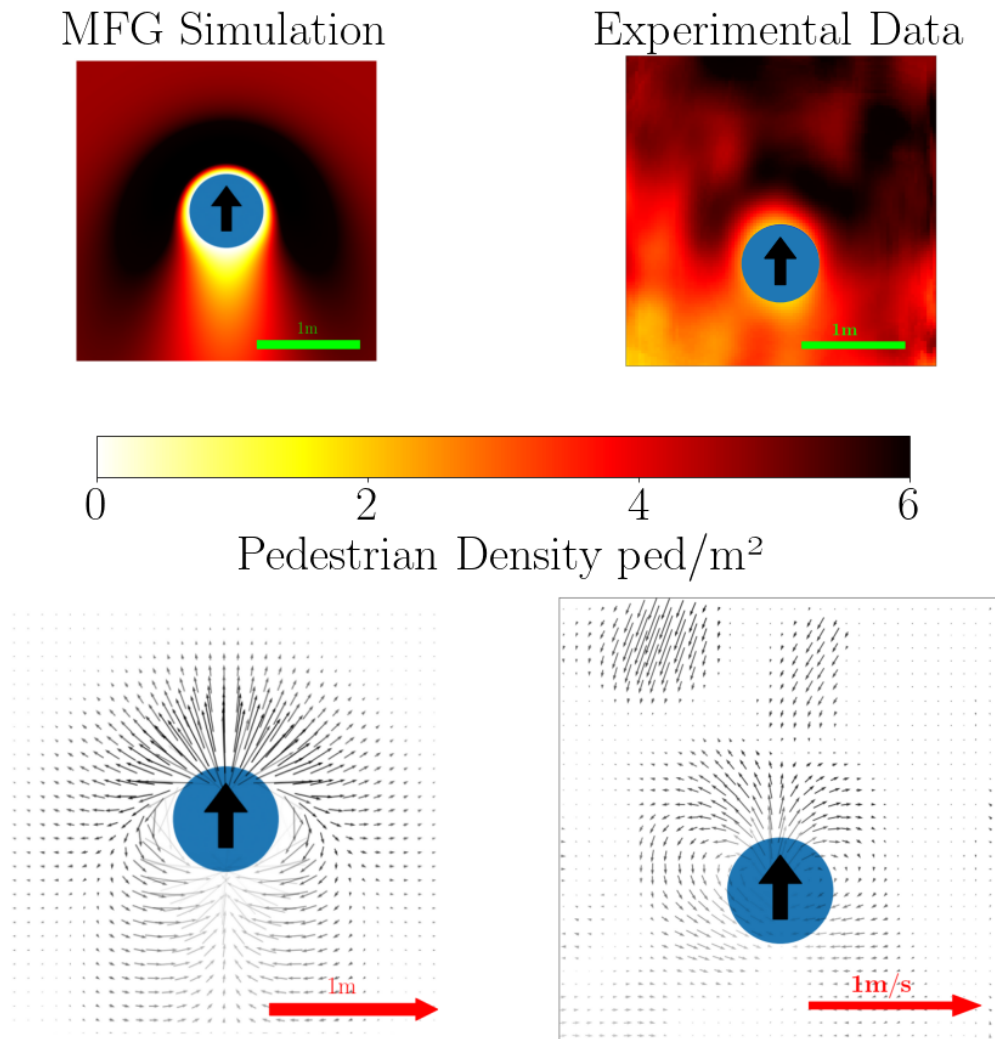 MFG Simulation
Experimental Data
1m
1m
0 2 4 6
Pedestrian Density ped/m²
1m
1m/s